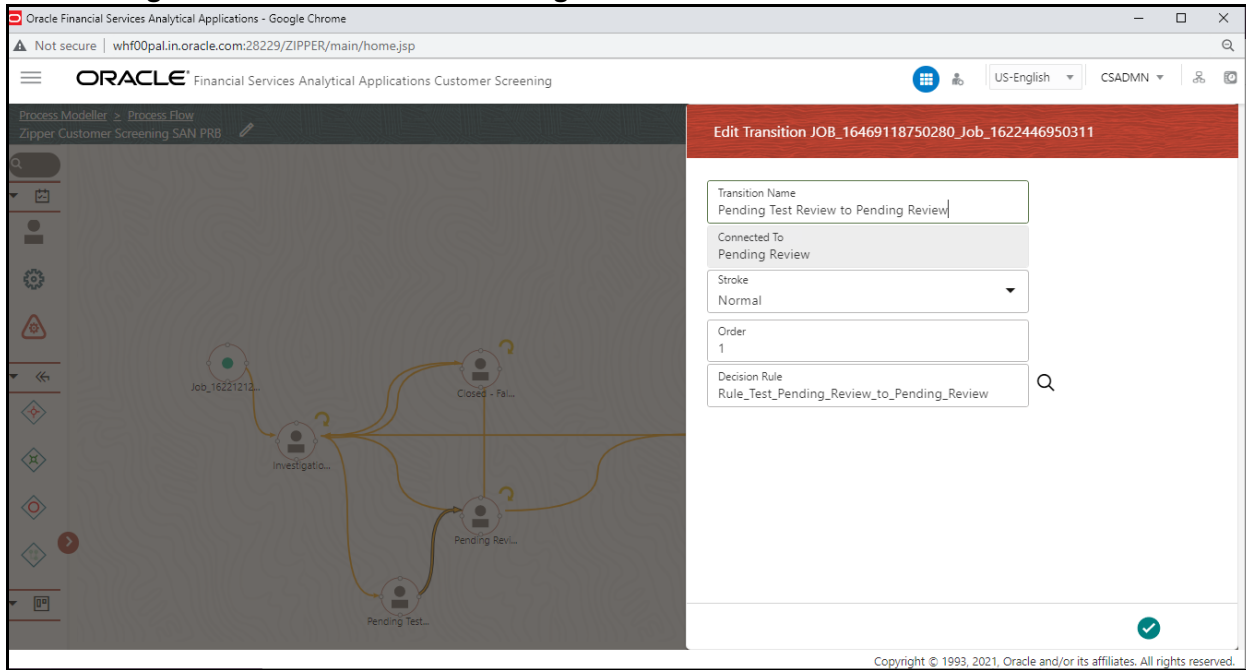 Oracle Financial Services Analytical Applications - Google Chrome
Not secure | whf00pal.in.oracle.com:28229/ZIPPER/main/home.jsp
ORACLE® Financial Services Analytical Applications Customer Screening
US-English
CSADMN
Process Modeller > Process Flow
Zipper Customer Screening SAN PRB
Edit Transition JOB_16469118750280_Job_1622446950311
Transition Name
Pending Test Review to Pending Review
Connected To
Pending Review
Stroke
Normal
Order
1
Decision Rule
Rule_Test_Pending_Review_to_Pending_Review
Job_16221212...
Closed - Fal...
Investigatio...
Pending Revi...
Pending Test...
Copyright © 1993, 2021, Oracle and/or its affiliates. All rights reserved.